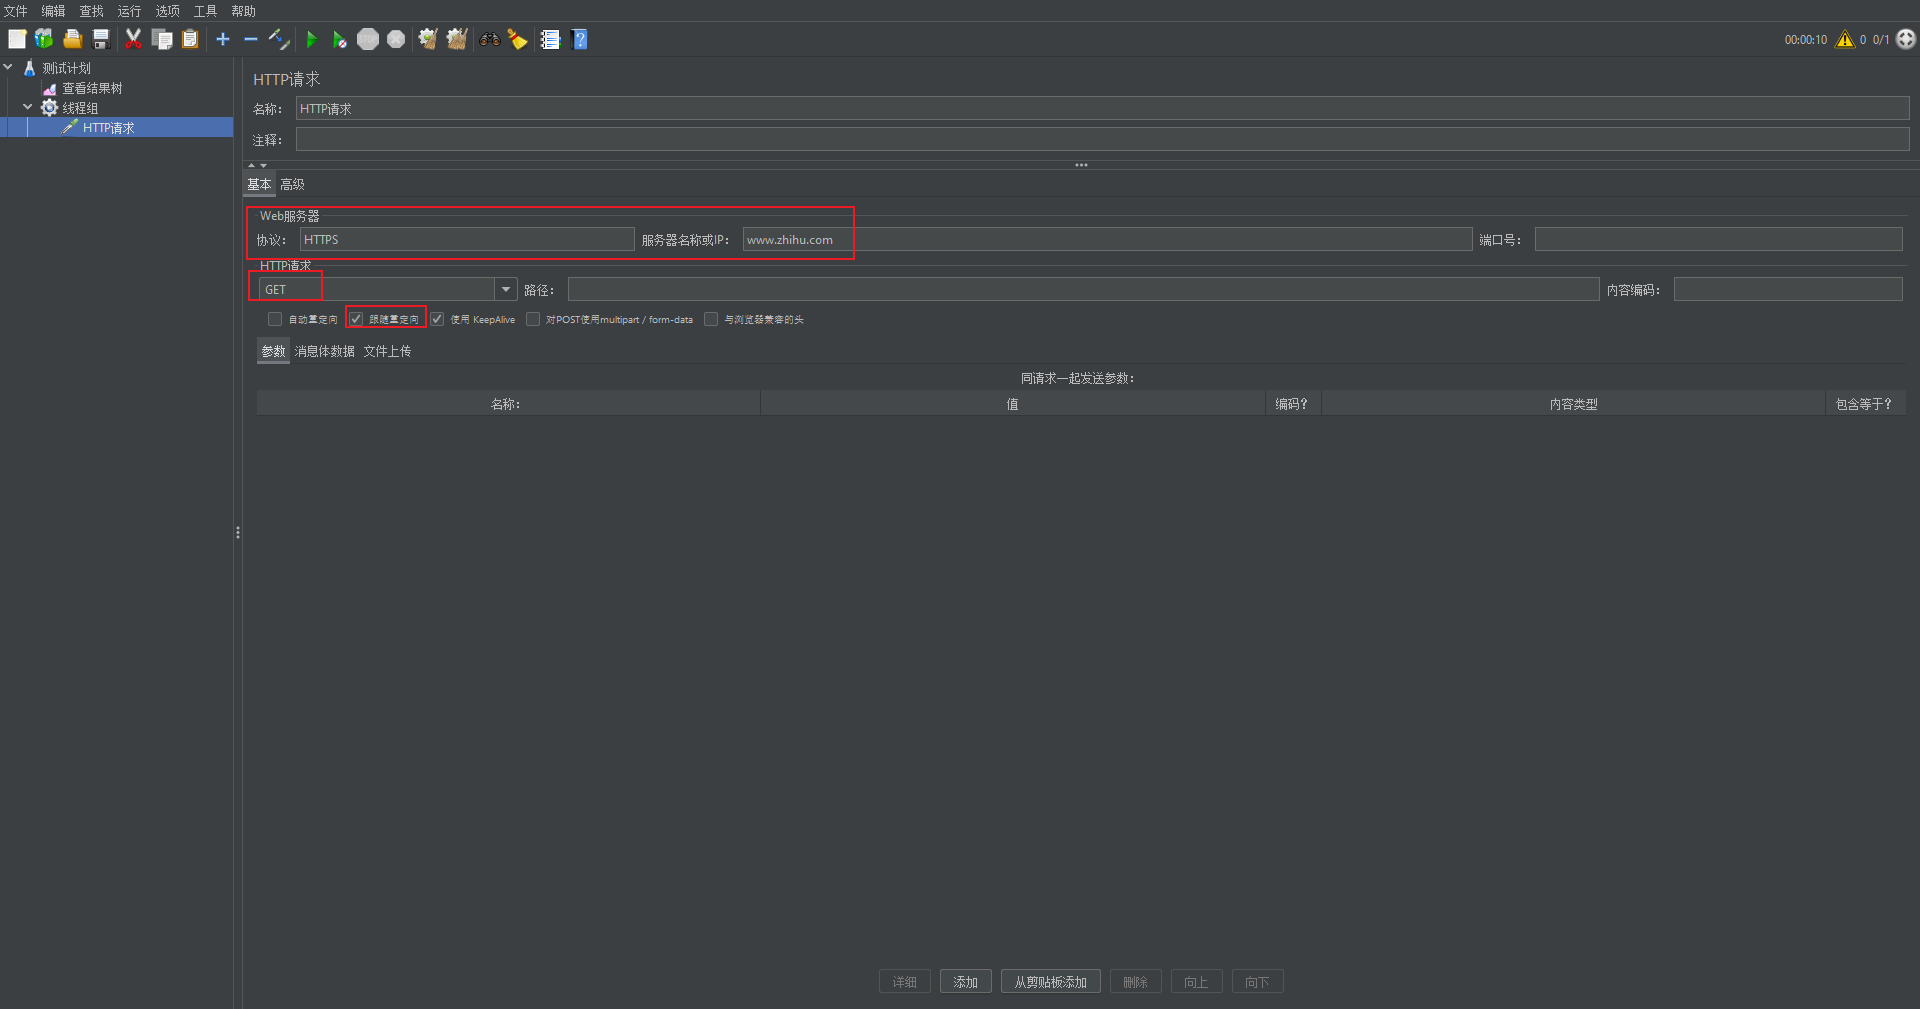 文件 编辑 查找 运行 选项 工具 帮助
00:00:10 0 0/1
测试计划
查看结果树
线程组
HTTP请求
HTTP请求
名称： HTTP请求
注释：
基本 高级
Web服务器
协议： HTTPS 服务器名称或IP： www.zhihu.com 端口号：
HTTP请求
GET 路径： 内容编码：
自动重定向 跟随重定向 使用 KeepAlive 对POST使用multipart / form-data 与浏览器兼容的头
参数 消息体数据 文件上传
同请求一起发送参数：
名称： 值 编码? 内容类型 包含等于?
详细 添加 从剪贴板添加 删除 向上 向下